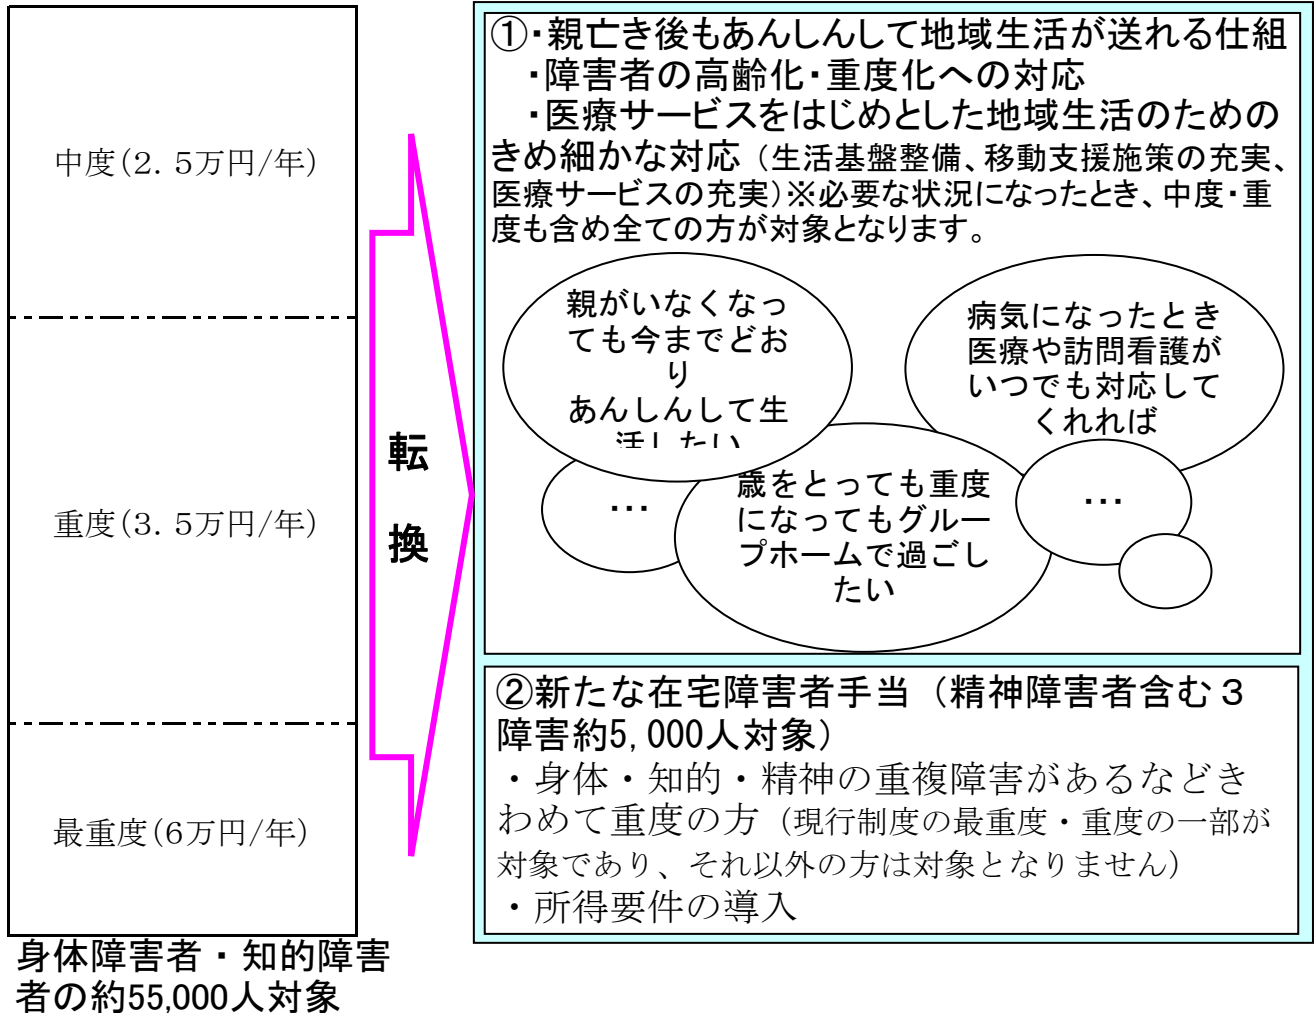 中度(2.5万円/年)
重度(3.5万円/年)
最重度(6万円/年)
身体障害者・知的障害
者の約55,000人対象
転
換
①・親亡き後もあんしんして地域生活が送れる仕組
・障害者の高齢化・重度化への対応
・医療サービスをはじめとした地域生活のための
きめ細かな対応(生活基盤整備、移動支援施策の充実、
医療サービスの充実)※必要な状況になったとき、中度・重
度も含め全ての方が対象となります。
親がいなくなっ
ても今までどお
り
あんしんして生
活したい
病気になったとき
医療や訪問看護が
いつでも対応して
くれれば
…
歳をとっても重度
になってもグルー
プホームで過ごし
たい
…
②新たな在宅障害者手当(精神障害者含む3
障害約5,000人対象)
・身体・知的・精神の重複障害があるなどき
わめて重度の方(現行制度の最重度・重度の一部が
対象であり、それ以外の方は対象となりません)
・所得要件の導入